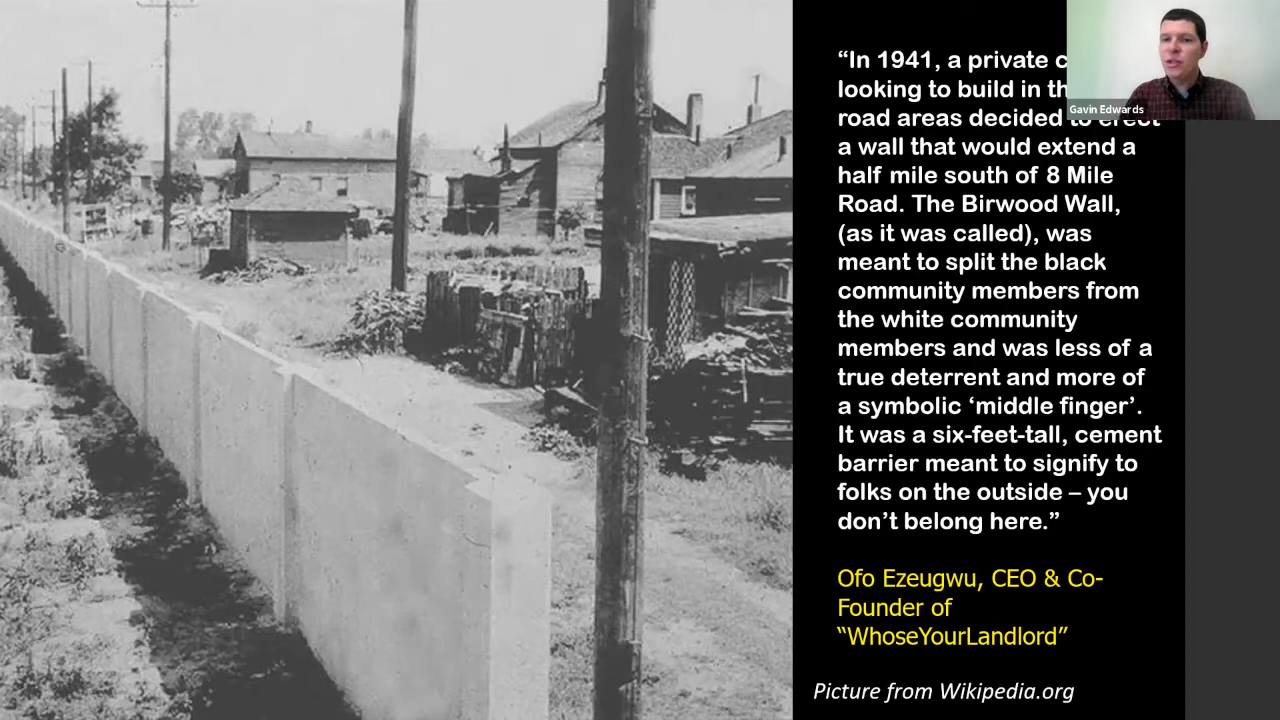 “In 1941, a private c
looking to build in th
road areas decided to erect
a wall that would extend a
half mile south of 8 Mile
Road. The Birwood Wall,
(as it was called), was
meant to split the black
community members from
the white community
members and was less of a
true deterrent and more of
a symbolic ‘middle finger’.
It was a six-feet-tall, cement
barrier meant to signify to
folks on the outside – you
don’t belong here.”
Ofo Ezeugwu, CEO & Co-
Founder of
“WhoseYourLandlord”
Picture from Wikipedia.org
Gavin Edwards